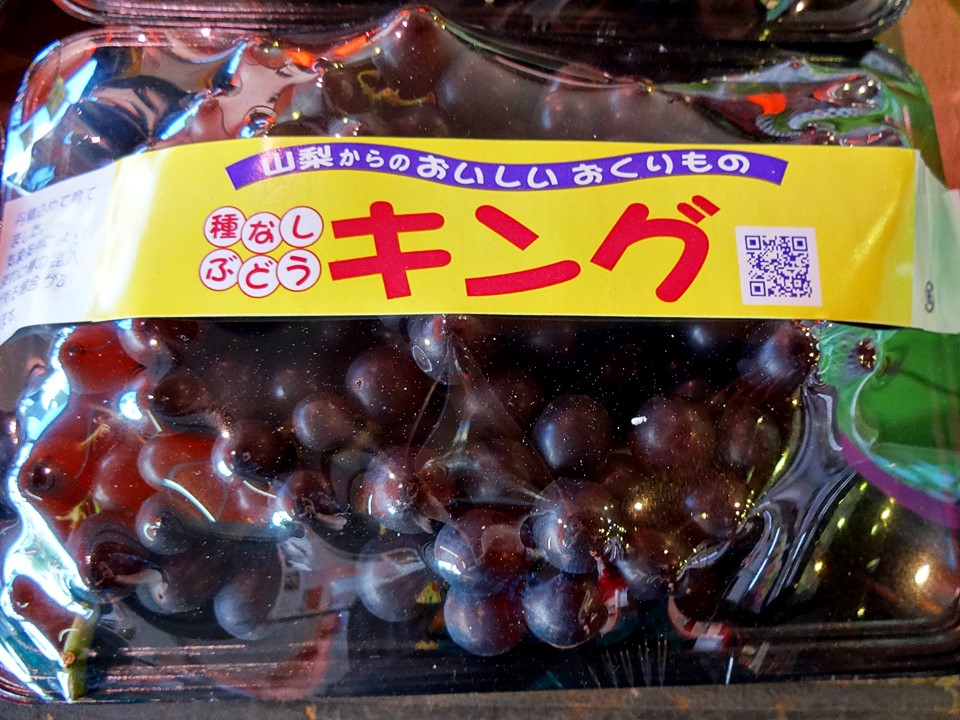 山梨からのおいしい おくりもの
種なし
ぶどう
キング